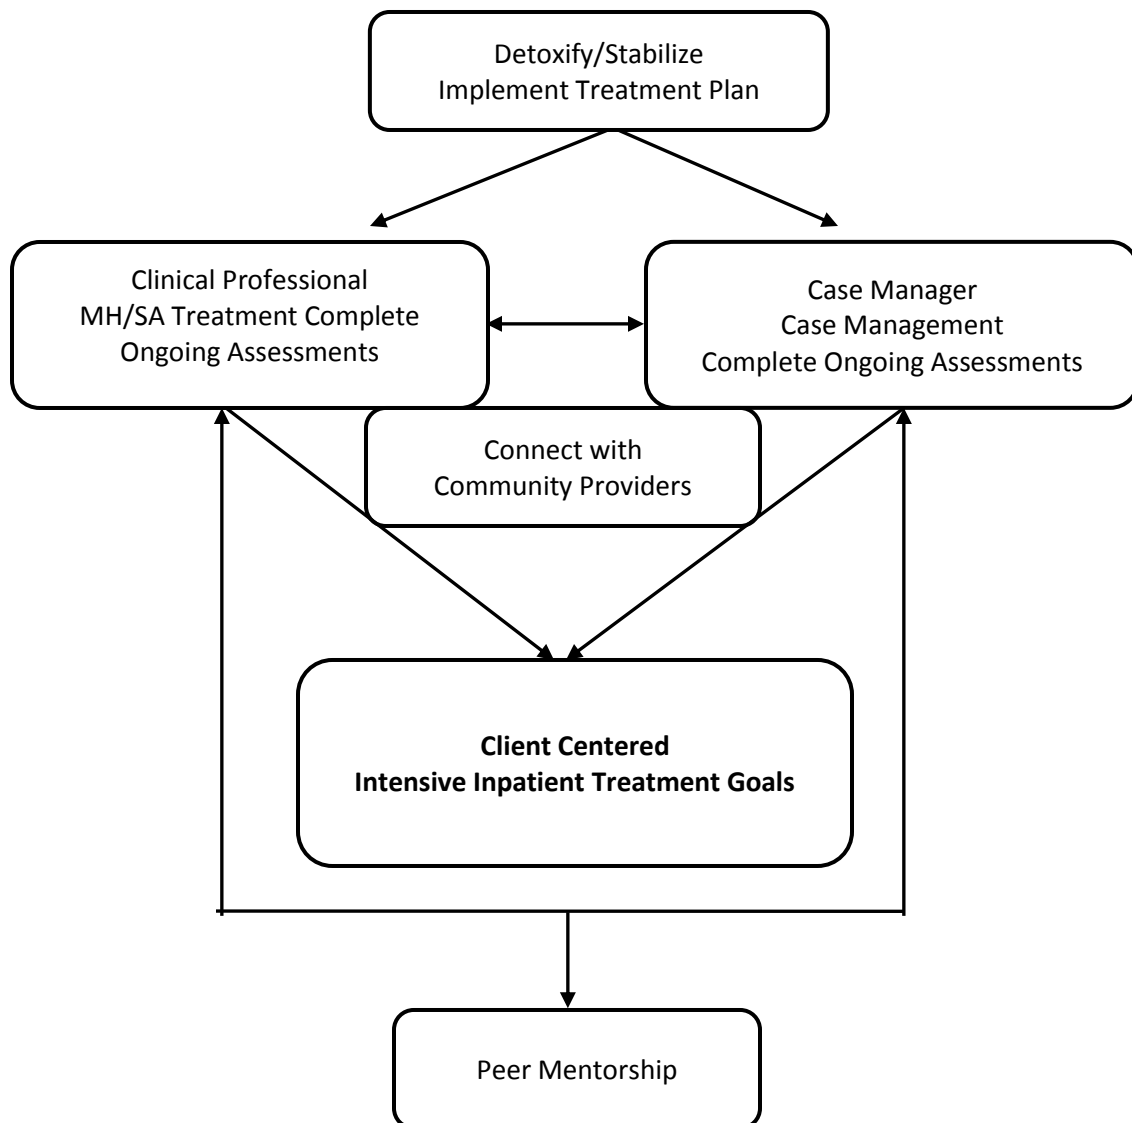 Detoxify/Stabilize
Implement Treatment Plan
Clinical Professional
MH/SA Treatment Complete
Ongoing Assessments
Case Manager
Case Management
Complete Ongoing Assessments
Connect with
Community Providers
Client Centered
Intensive Inpatient Treatment Goals
Peer Mentorship